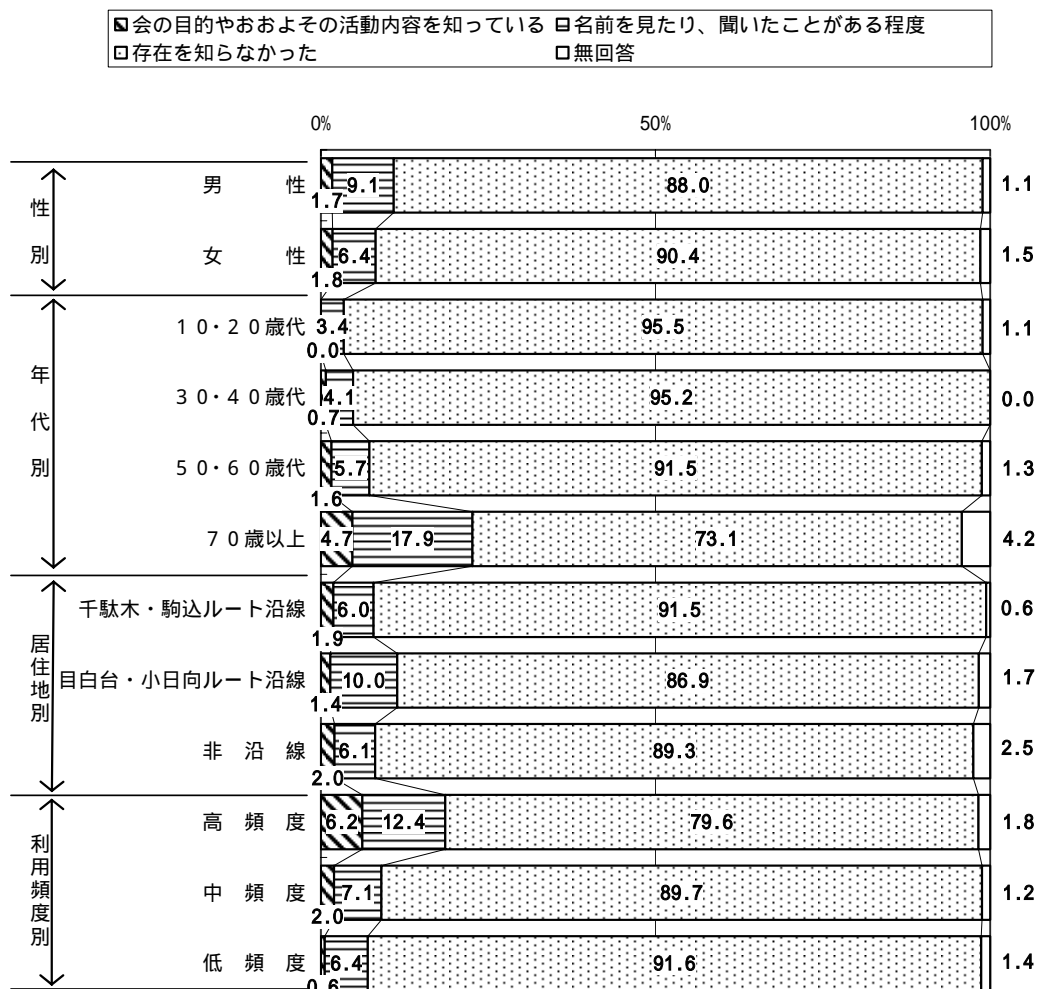 会の目的やおおよその活動内容を知っている 名前を見たり、聞いたことがある程度
存在を知らなかった 無回答
0% 50% 100%
性別
男 性 1.7 9.1 88.0 1.1
女 性 1.8 6.4 90.4 1.5
年代別
10・20歳代 0.0 3.4 95.5 1.1
30・40歳代 0.7 4.1 95.2 0.0
50・60歳代 1.6 5.7 91.5 1.3
70歳以上 4.7 17.9 73.1 4.2
居住地別
千駄木・駒込ルート沿線 1.9 6.0 91.5 0.6
目白台・小日向ルート沿線 1.4 10.0 86.9 1.7
非 沿 線 2.0 6.1 89.3 2.5
利用頻度別
高 頻 度 6.2 12.4 79.6 1.8
中 頻 度 2.0 7.1 89.7 1.2
低 頻 度 0.6 6.4 91.6 1.4